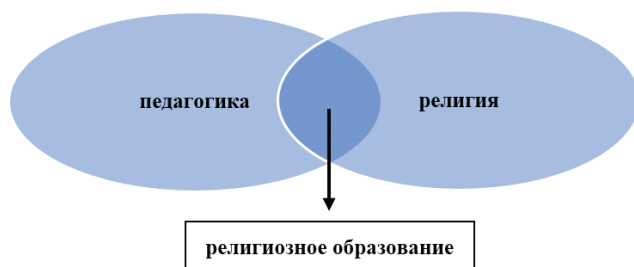 педагогика
религия
религиозное образование